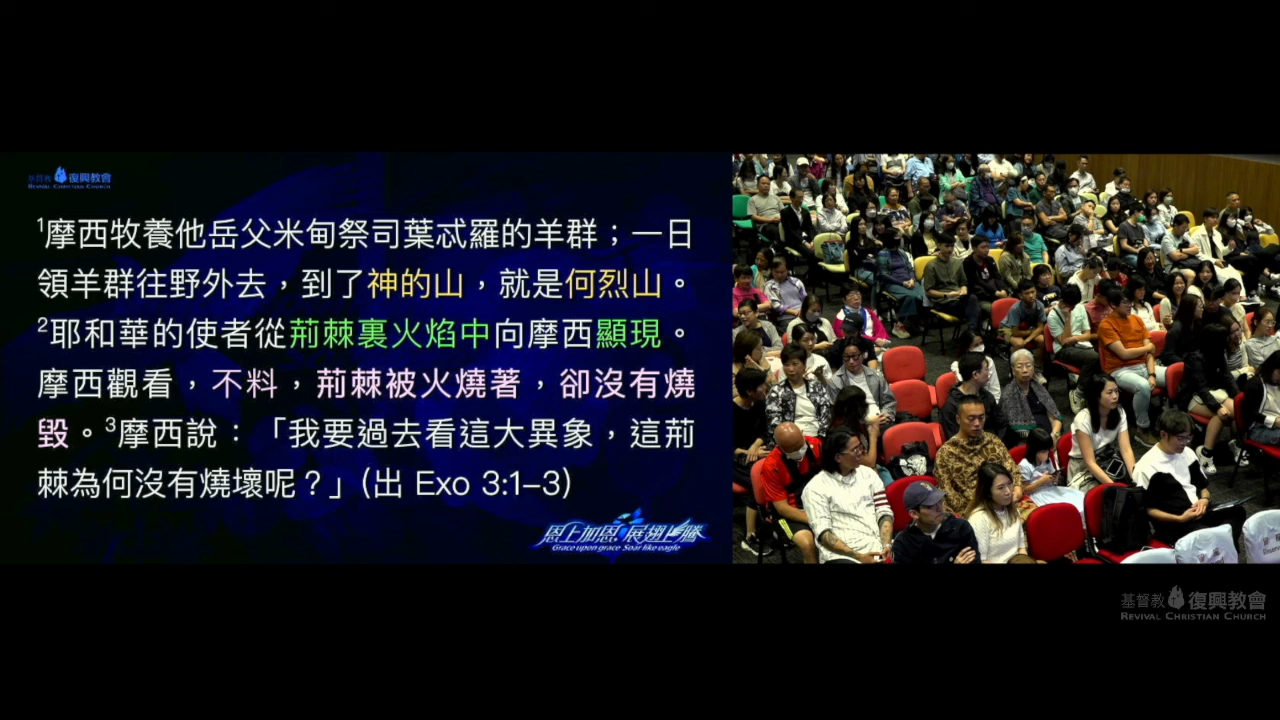 基督教 復興教會
REVIVAL CHRISTIAN CHURCH
1摩西牧養他岳父米甸祭司葉忒羅的羊群；一日
領羊群往野外去，到了神的山，就是何烈山。
2耶和華的使者從荊棘裏火焰中向摩西顯現。
摩西觀看，不料，荊棘被火燒著，卻沒有燒
毀。3摩西說：「我要過去看這大異象，這荊
棘為何沒有燒壞呢？」(出 Exo 3:1-3)
恩上加恩 展翅上騰
Grace upon grace Soar like eagle
基督教 復興教會
REVIVAL CHRISTIAN CHURCH